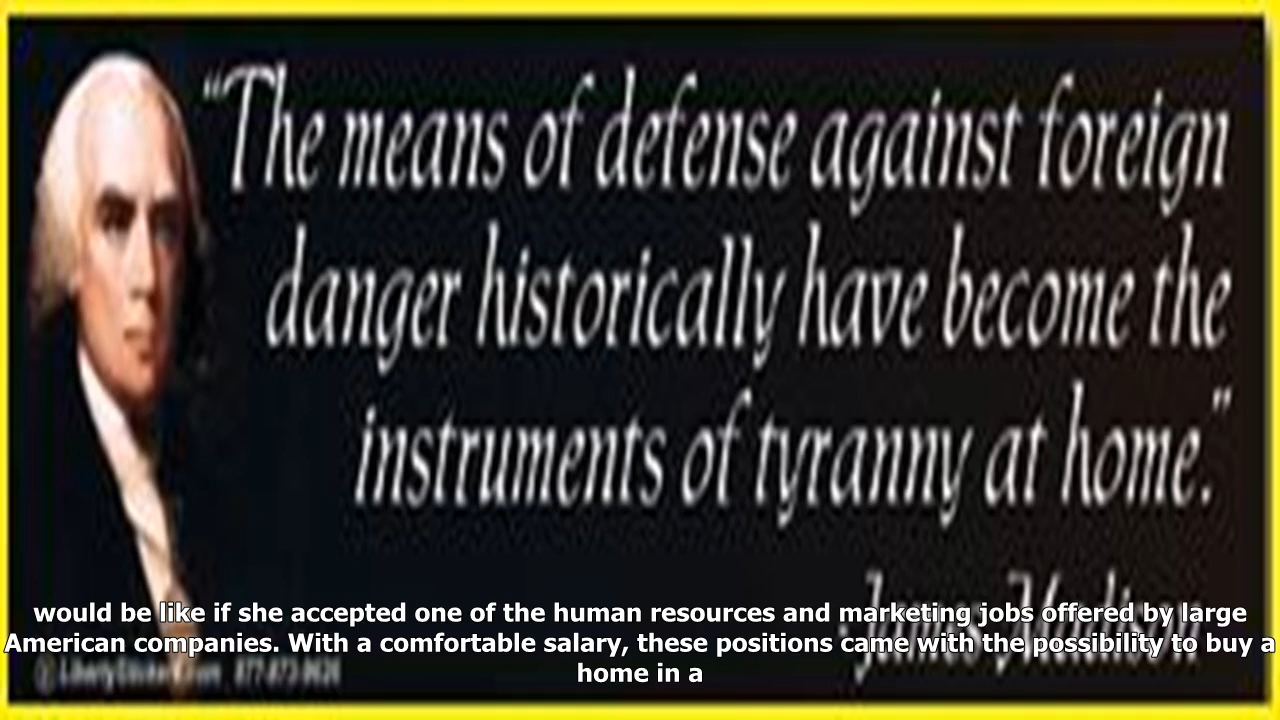 “The means of defense against foreign
danger historically have become the
instruments of tyranny at home.”
James Madison
would be like if she accepted one of the human resources and marketing jobs offered by large
American companies. With a comfortable salary, these positions came with the possibility to buy a
home in a